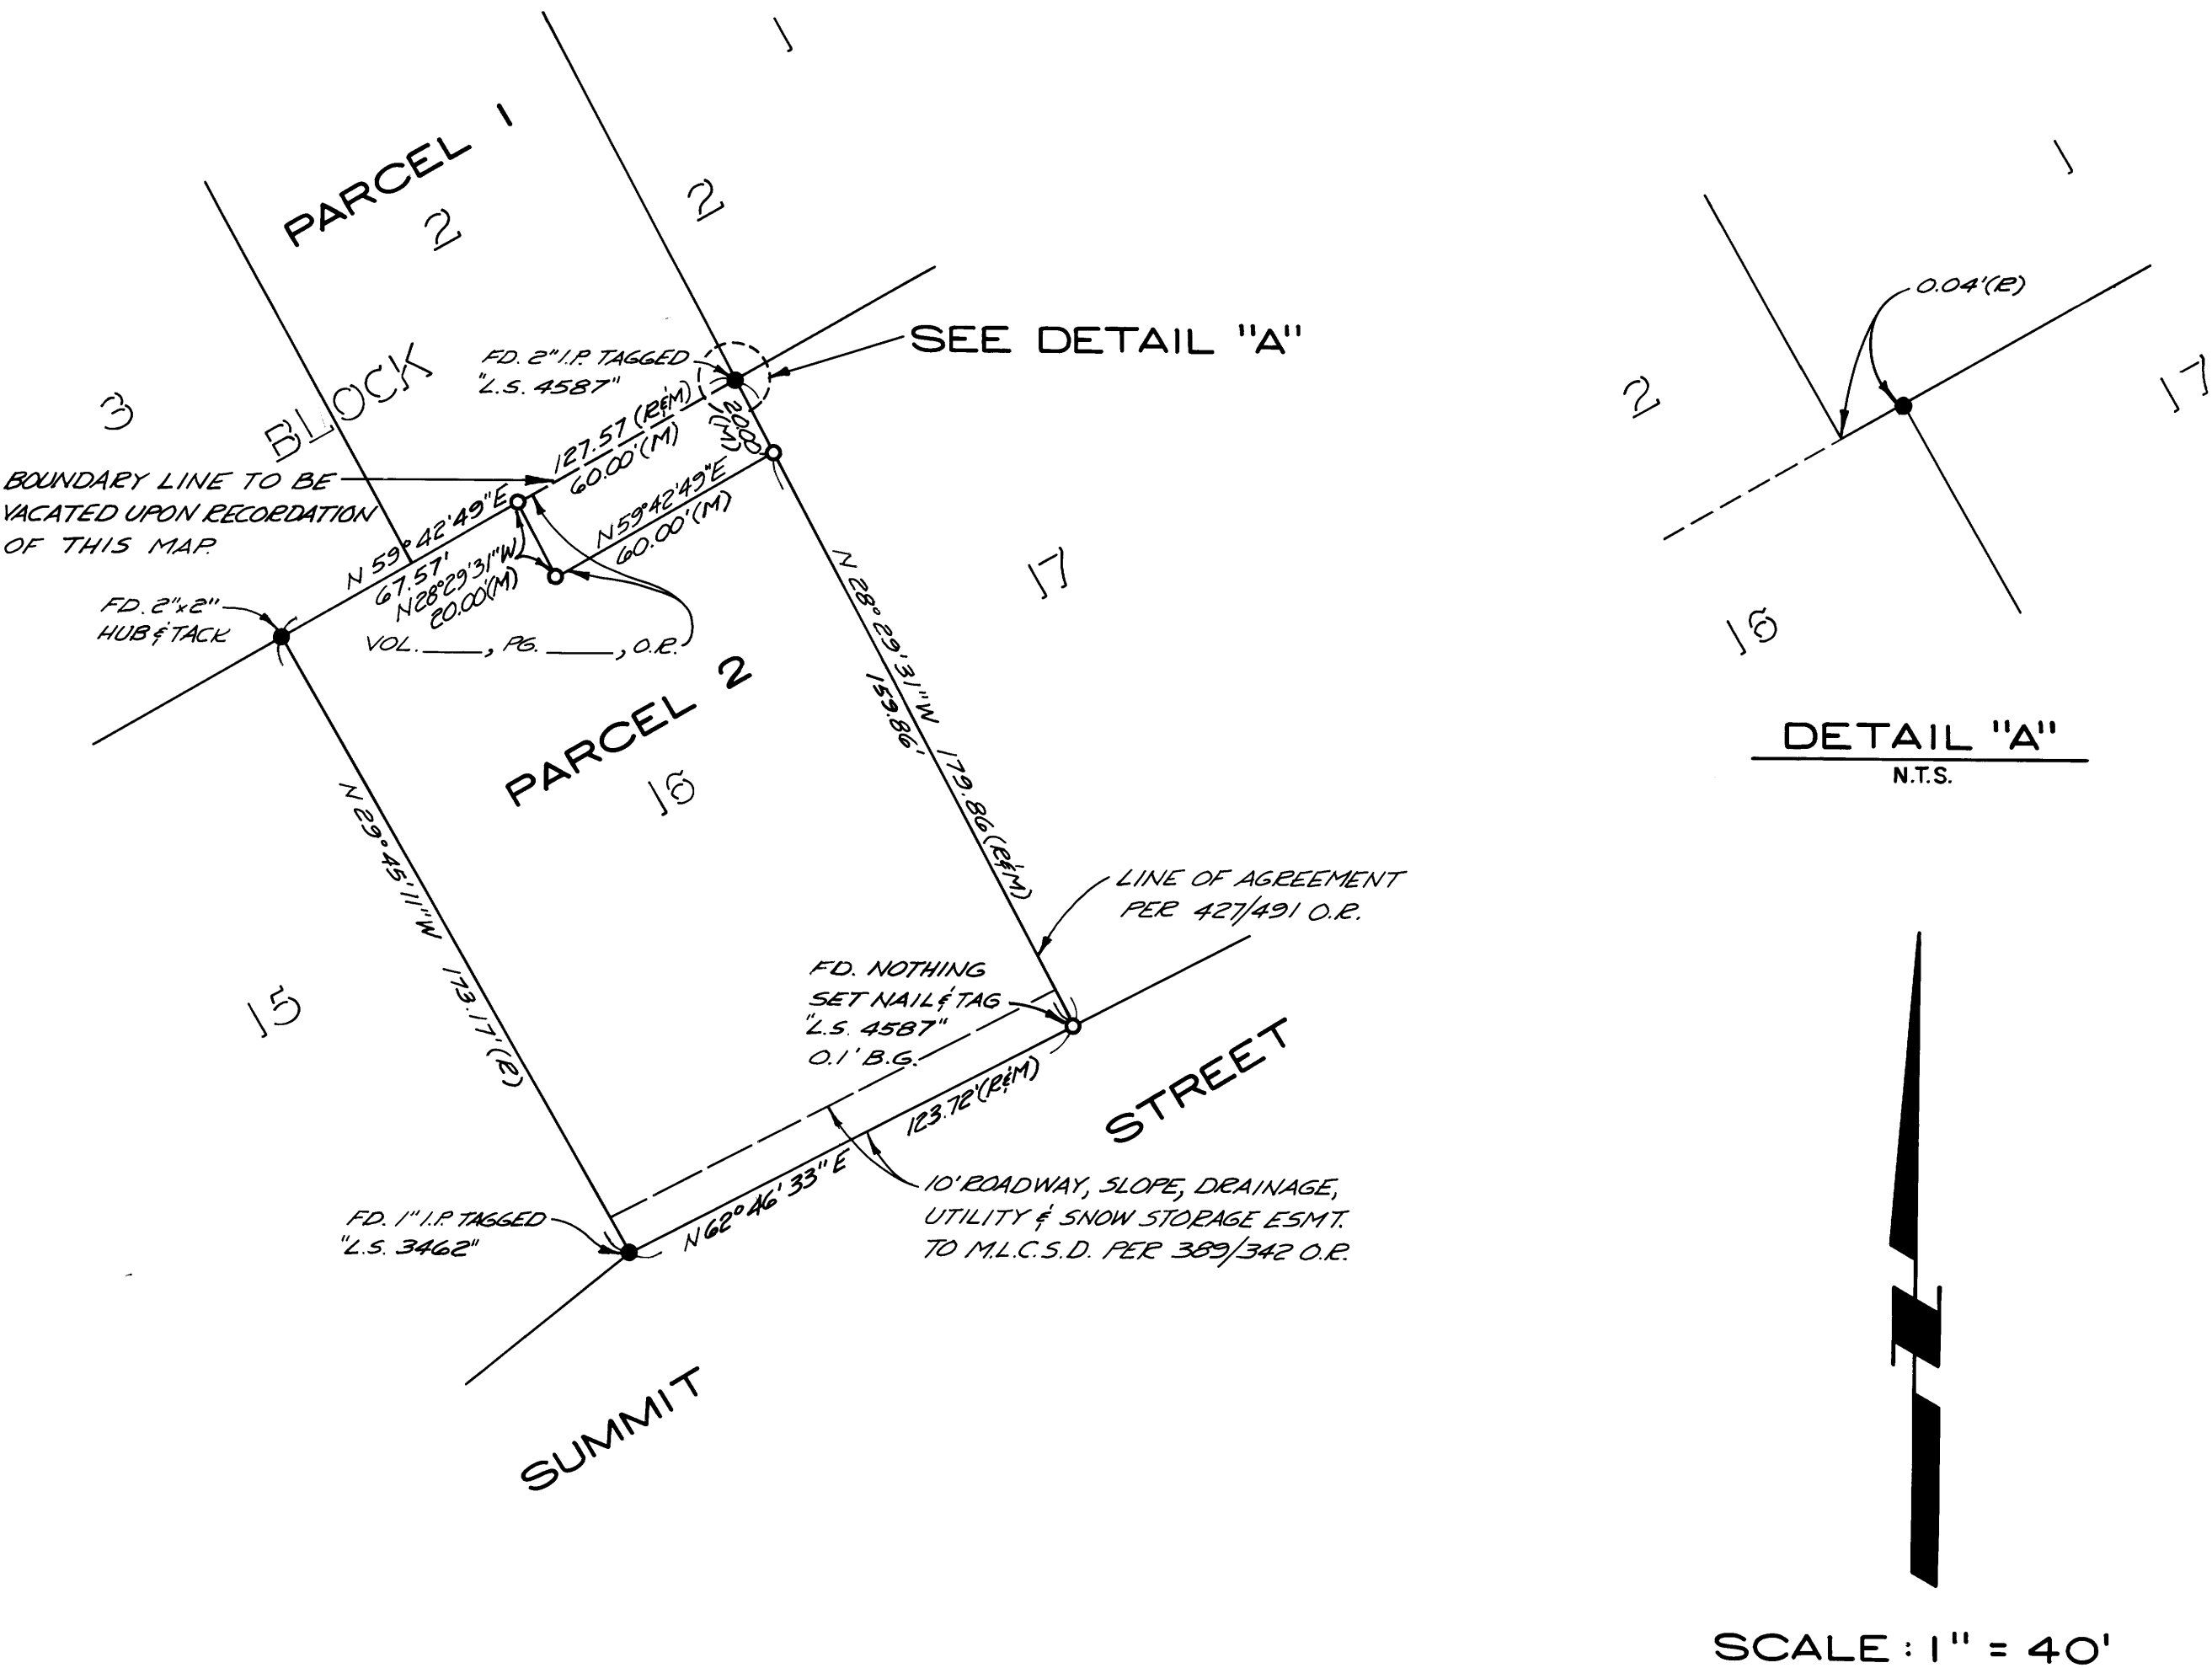 1
PARCEL 1
2
2
SEE DETAIL "A"
FD. 2" I.P. TAGGED
"L.S. 4587"
3
BLOCK
127.57 (R&M)
60.00'(M)
20.00
(M)
BOUNDARY LINE TO BE
VACATED UPON RECORDATION
OF THIS MAP.
N 59° 42' 49" E
67.57'
N28°29'31"W
20.00'(M)
N 59°42'49"E
60.00'(M)
FD. 2"x2"
HUB & TACK
VOL.____, PG. ____, O.R.
17
N 28° 29' 31" W 179.86 (R&M)
159.86'
PARCEL 2
16
N 29° 45' 11" W 173.17' (R)
15
LINE OF AGREEMENT
PER 427/491 O.R.
FD. NOTHING
SET NAIL & TAG
"L.S. 4587"
0.1' B.G.
N 62° 46' 33" E 123.72'(R&M)
10' ROADWAY, SLOPE, DRAINAGE,
UTILITY & SNOW STORAGE ESMT.
TO M.L.C.S.D. PER 389/342 O.R.
FD. 1" I.P. TAGGED
"L.S. 3462"
SUMMIT STREET
1
0.04'(R)
2
17
16
DETAIL "A"
N.T.S.
N
SCALE : 1" = 40'